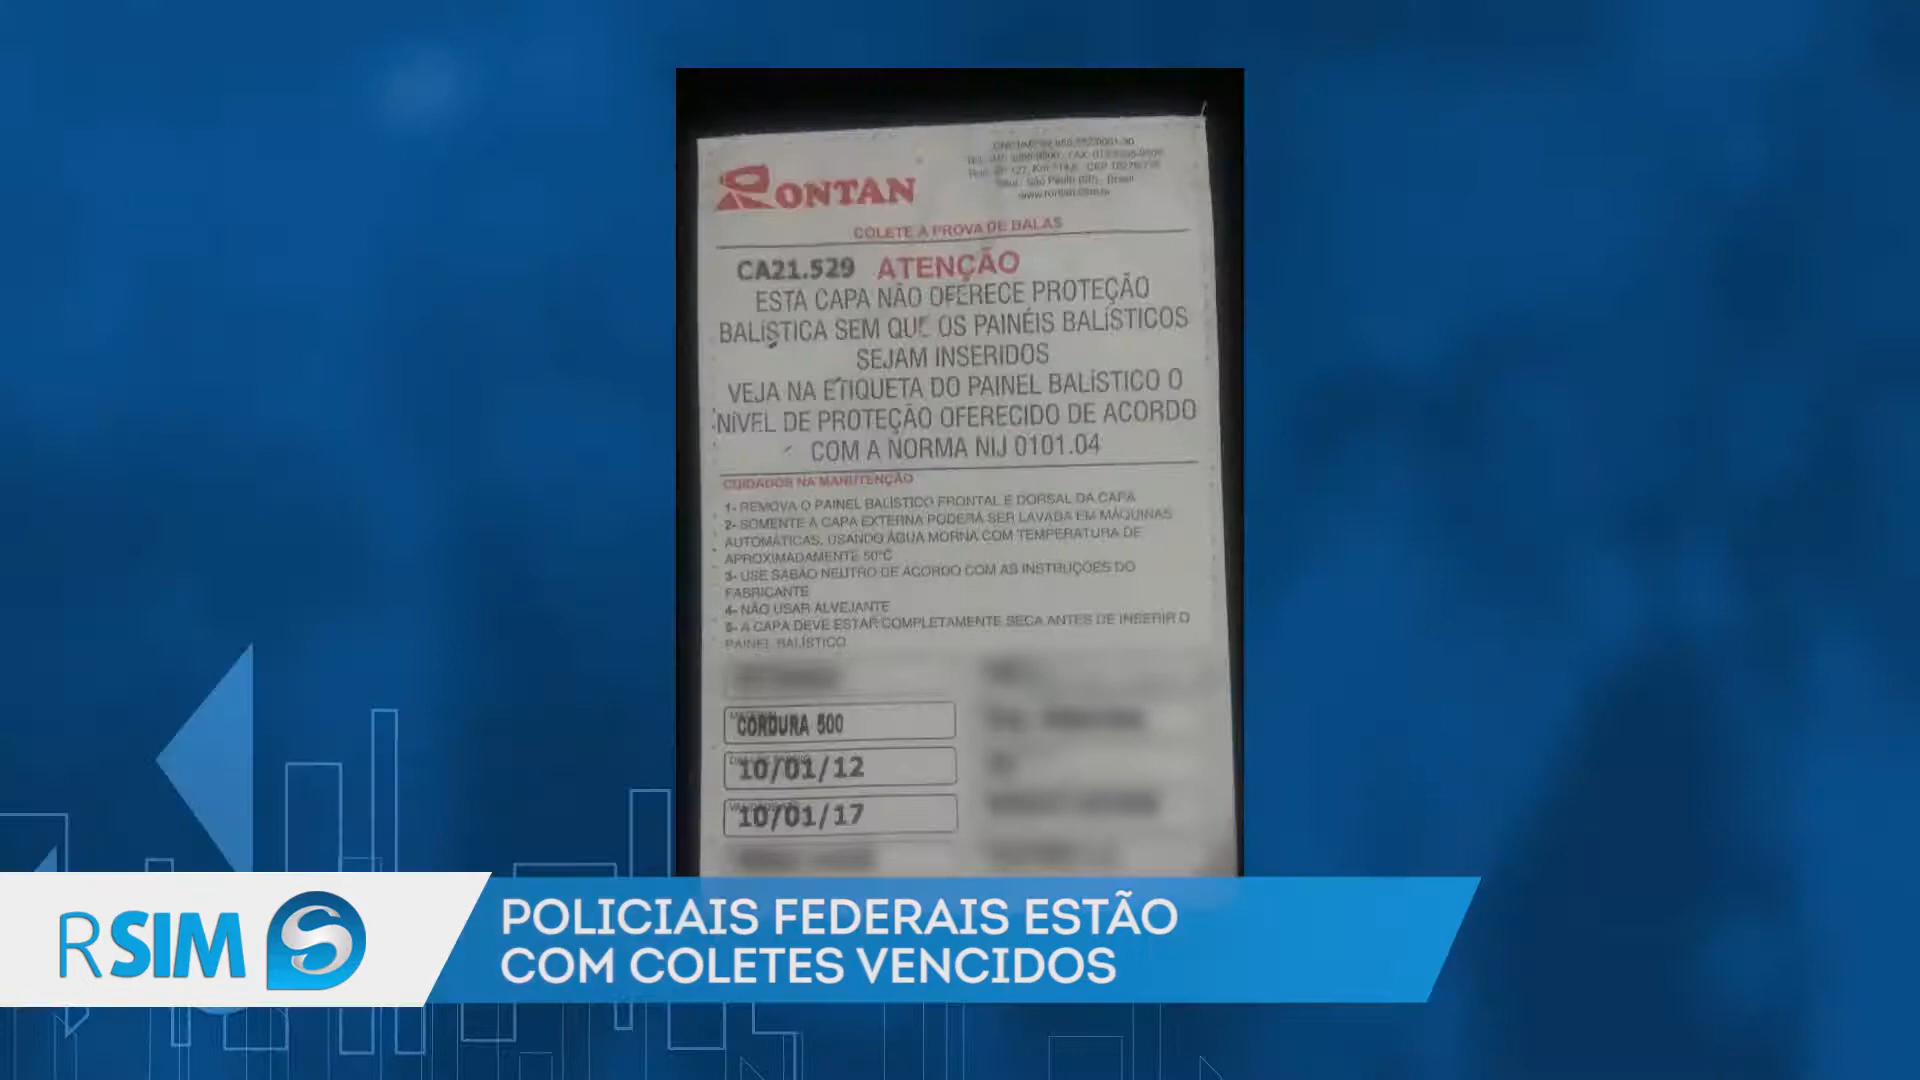 RONTAN
COLETE A PROVA DE BALAS
CA21.529 ATENÇÃO
ESTA CAPA NÃO OFERECE PROTEÇÃO
BALÍSTICA SEM QUE OS PAINÉIS BALÍSTICOS
SEJAM INSERIDOS
VEJA NA ETIQUETA DO PAINEL BALÍSTICO O
NÍVEL DE PROTEÇÃO OFERECIDO DE ACORDO
COM A NORMA NIJ 0101.04
CUIDADOS NA MANUTENÇÃO
1- REMOVA O PAINEL BALÍSTICO FRONTAL E DORSAL DA CAPA
2- SOMENTE A CAPA EXTERNA PODERÁ SER LAVADA EM MÁQUINAS
AUTOMÁTICAS, USANDO ÁGUA MORNA COM TEMPERATURA DE
APROXIMADAMENTE 50°C
3- USE SABÃO NEUTRO DE ACORDO COM AS INSTRUÇÕES DO
FABRICANTE
4- NÃO USAR ALVEJANTE
5- A CAPA DEVE ESTAR COMPLETAMENTE SECA ANTES DE INSERIR O
PAINEL BALÍSTICO
CORDURA 500
10/01/12
10/01/17
RSIM S
POLICIAIS FEDERAIS ESTÃO
COM COLETES VENCIDOS